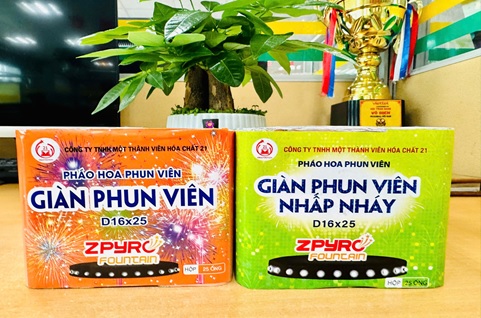 CÔNG TY TNHH MỘT THÀNH VIÊN HÓA CHẤT 21
PHÁO HOA PHUN VIÊN
GIÀN PHUN VIÊN
D16x25
ZPYRO
FOUNTAIN
HỘP 25 ỐNG
CÔNG TY TNHH MỘT THÀNH VIÊN HÓA CHẤT 21
PHÁO HOA PHUN VIÊN
GIÀN PHUN VIÊN
NHẤP NHÁY
D16x25
ZPYRO
FOUNTAIN
HỘP 25 ỐNG